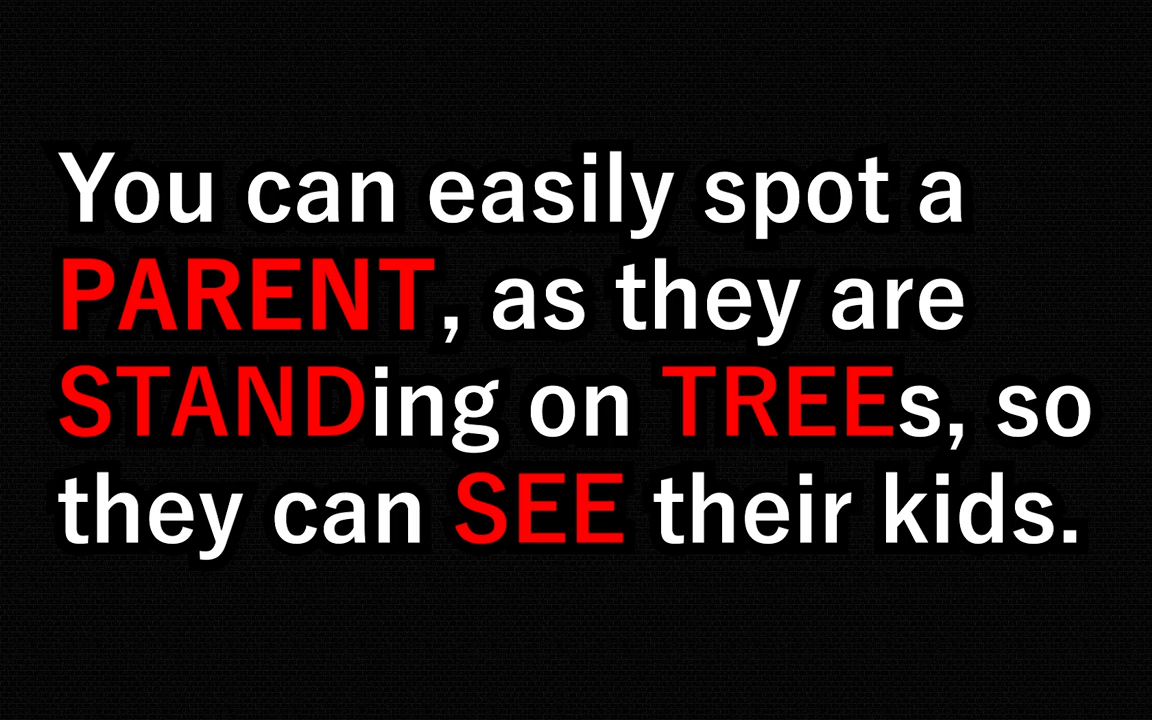 You can easily spot a
PARENT, as they are
STANDing on TREEs, so
they can SEE their kids.